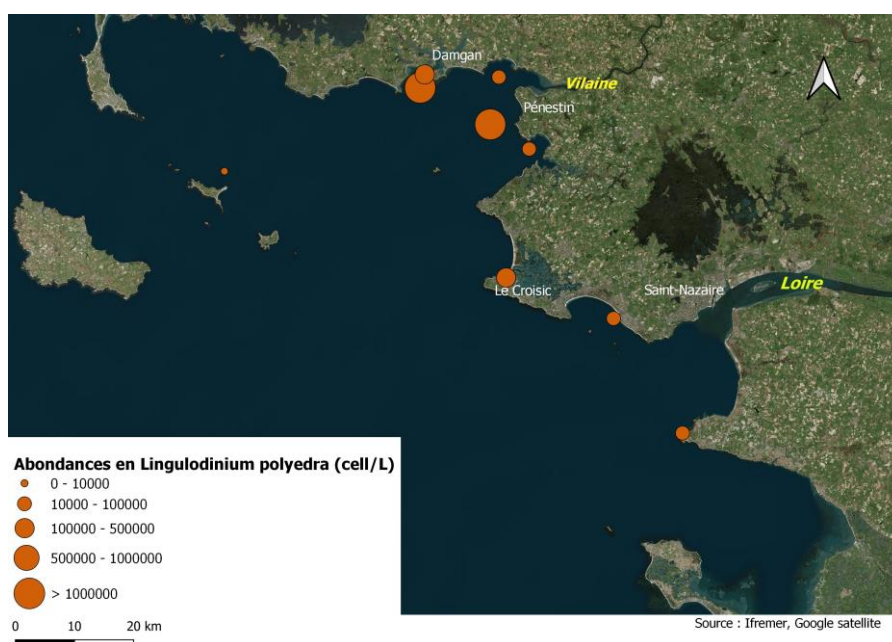 Damgan
Vilaine
Pénestin
Le Croisic
Saint-Nazaire
Loire
Abondances en Lingulodinium polyedra (cell/L)
0 - 10000
10000 - 100000
100000 - 500000
500000 - 1000000
> 1000000
0 10 20 km
Source : Ifremer, Google satellite